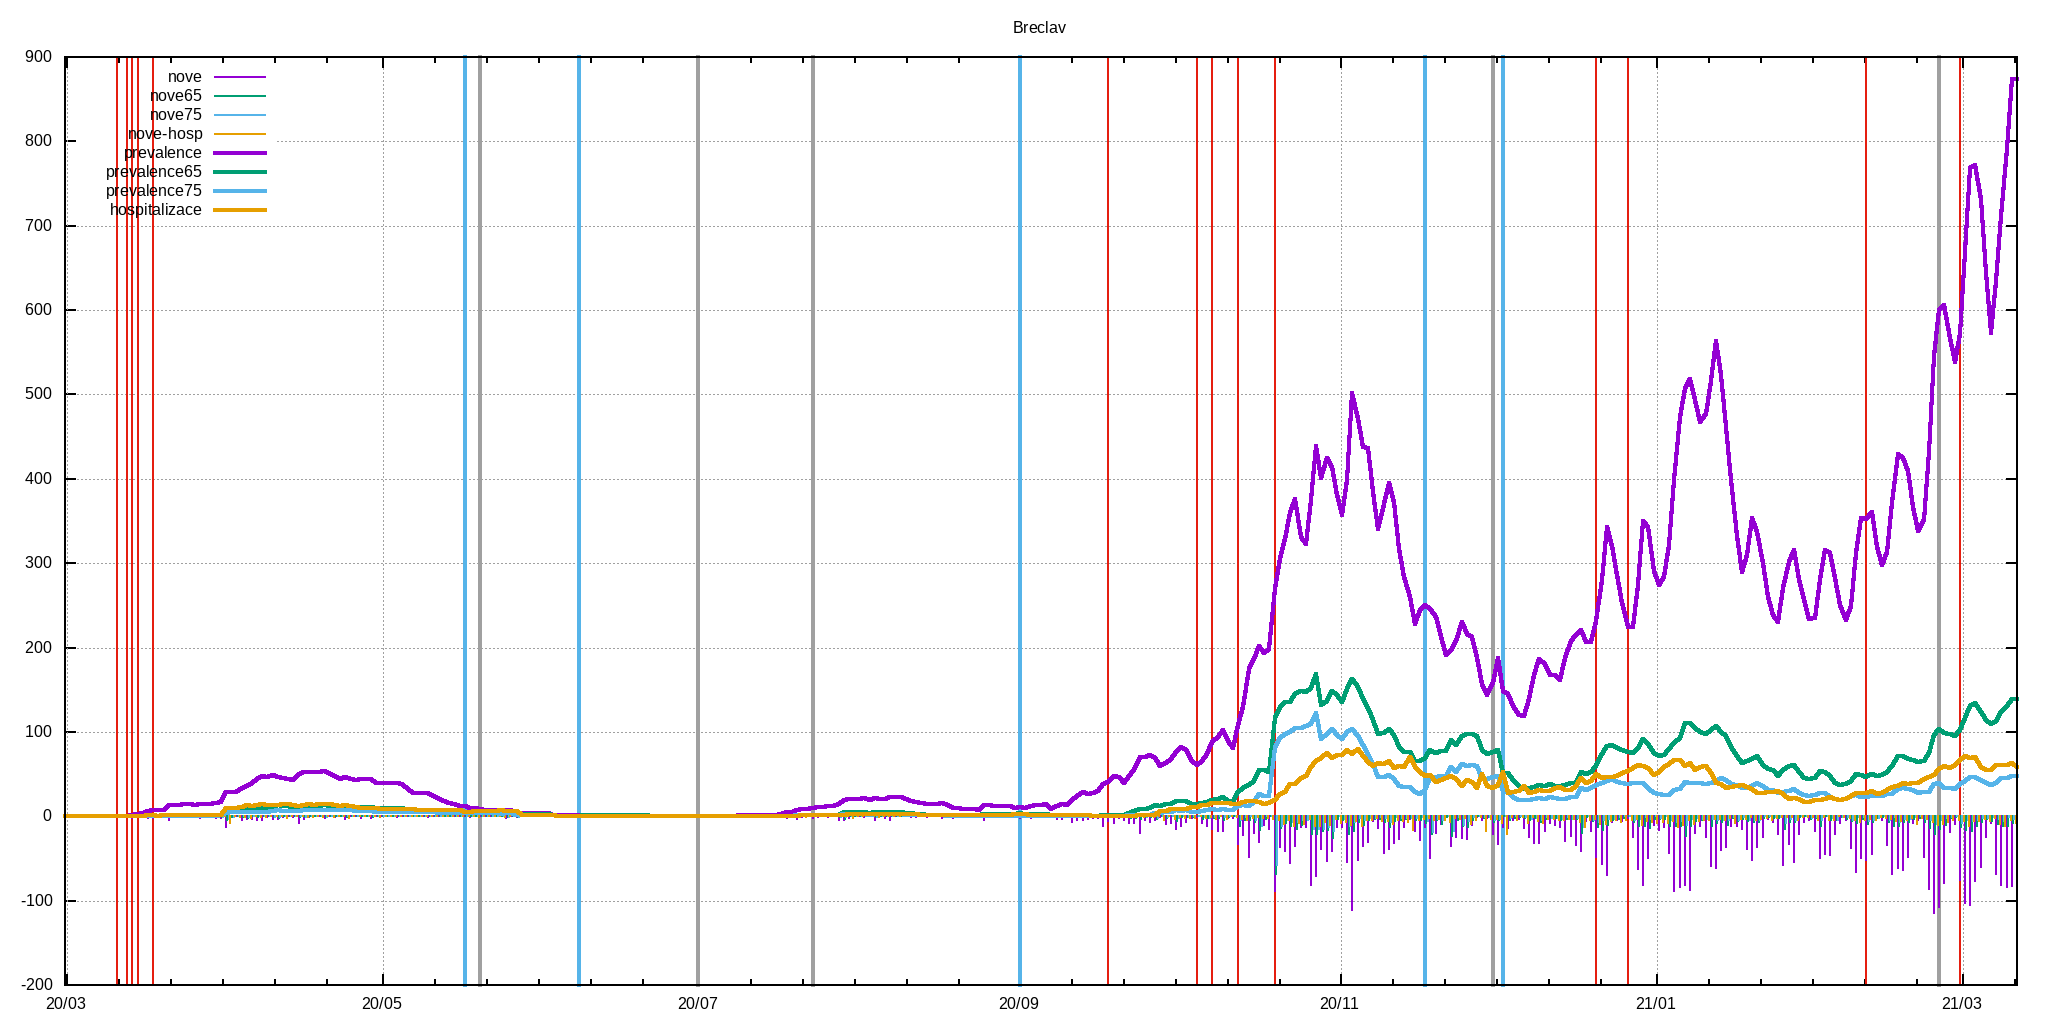 Breclav
900
800
700
600
500
400
300
200
100
0
-100
-200
nove
nove65
nove75
nove-hosp
prevalence
prevalence65
prevalence75
hospitalizace
20/03 20/05 20/07 20/09 20/11 21/01 21/03